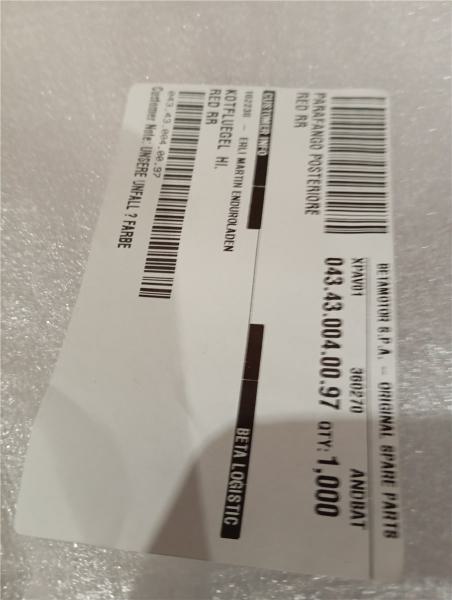 BETAMOTOR S.P.A. - ORIGINAL SPARE PARTS
XPAV01 360270 ANDBAT
043.43.004.00.97 QTY: 1,000
PARAFANGO POSTERIORE
RED RR
CUSTOMER INFO
BETA LOGISTIC
102230 - ERLI MARTIN ENDUROLADEN
KOTFLUEGEL HI.
RED RR
043.43.004.00.97
Customer Note: UNSERE UNFALL ? FARBE